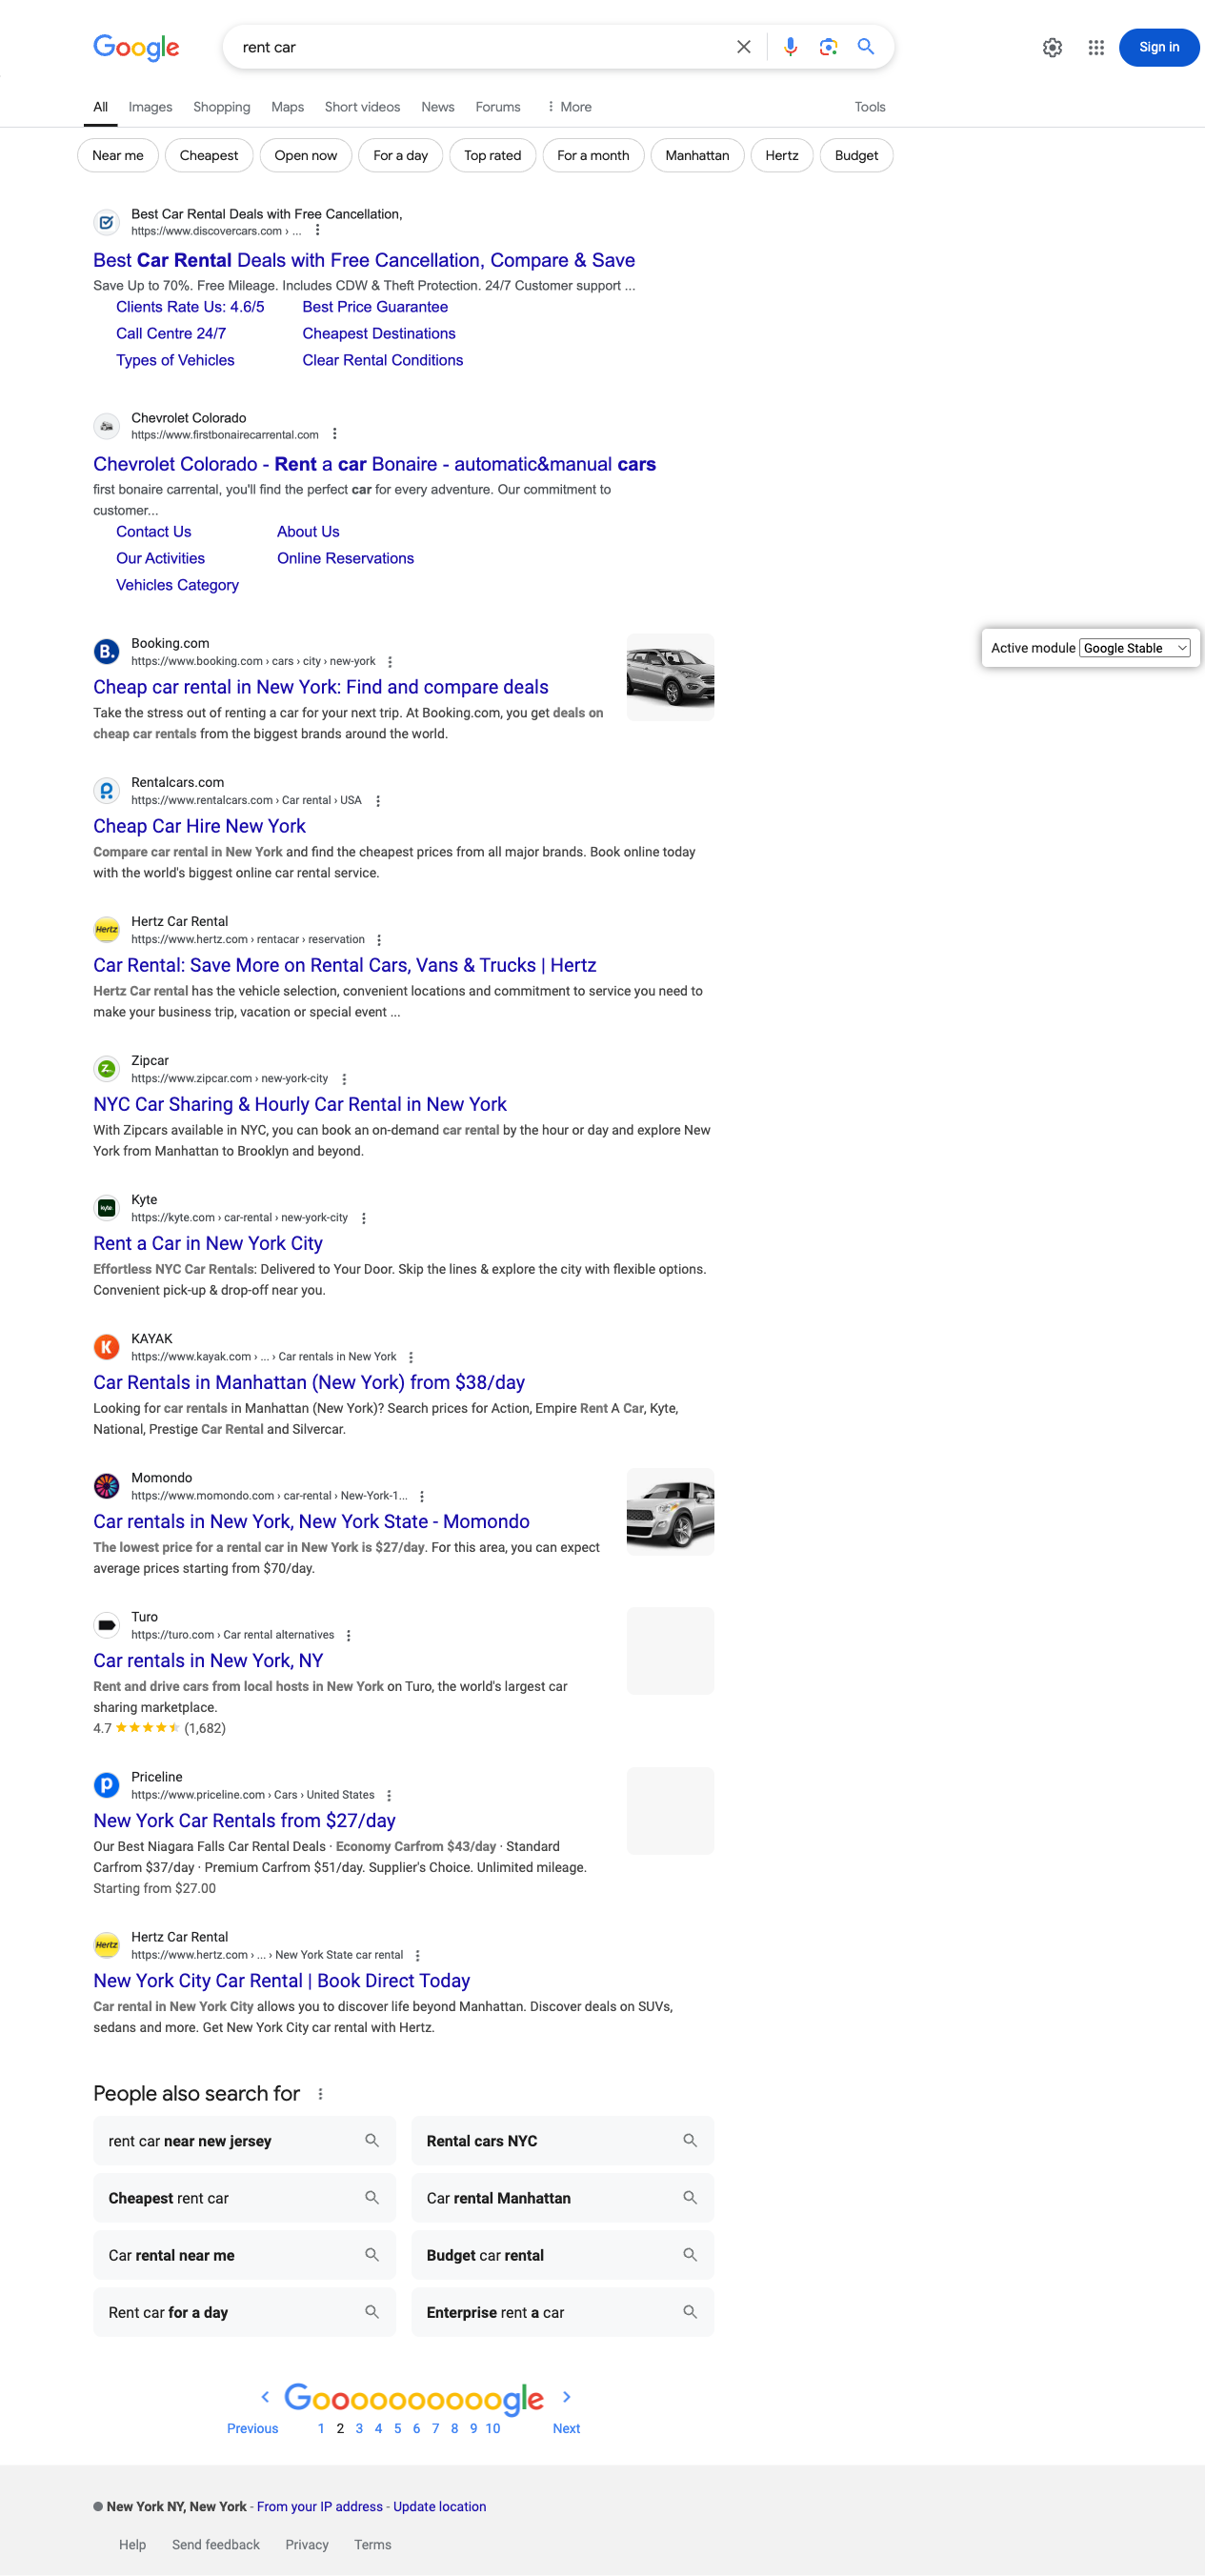 Google
rent car
Sign in
All Images Shopping Maps Short videos News Forums More Tools
Near me Cheapest Open now For a day Top rated For a month Manhattan Hertz Budget
Best Car Rental Deals with Free Cancellation,
https://www.discovercars.com › ...
Best Car Rental Deals with Free Cancellation, Compare & Save
Save Up to 70%. Free Mileage. Includes CDW & Theft Protection. 24/7 Customer support ...
Clients Rate Us: 4.6/5 Best Price Guarantee
Call Centre 24/7 Cheapest Destinations
Types of Vehicles Clear Rental Conditions
Chevrolet Colorado
https://www.firstbonairecarrental.com
Chevrolet Colorado - Rent a car Bonaire - automatic&manual cars
first bonaire carrental, you'll find the perfect car for every adventure. Our commitment to
customer...
Contact Us About Us
Our Activities Online Reservations
Vehicles Category
Active module Google Stable
B.
Booking.com
https://www.booking.com › cars › city › new-york
Cheap car rental in New York: Find and compare deals
Take the stress out of renting a car for your next trip. At Booking.com, you get deals on
cheap car rentals from the biggest brands around the world.
Rentalcars.com
https://www.rentalcars.com › Car rental › USA
Cheap Car Hire New York
Compare car rental in New York and find the cheapest prices from all major brands. Book online today
with the world's biggest online car rental service.
Hertz
Hertz Car Rental
https://www.hertz.com › rentacar › reservation
Car Rental: Save More on Rental Cars, Vans & Trucks | Hertz
Hertz Car rental has the vehicle selection, convenient locations and commitment to service you need to
make your business trip, vacation or special event ...
Z
Zipcar
https://www.zipcar.com › new-york-city
NYC Car Sharing & Hourly Car Rental in New York
With Zipcars available in NYC, you can book an on-demand car rental by the hour or day and explore New
York from Manhattan to Brooklyn and beyond.
kyte
Kyte
https://kyte.com › car-rental › new-york-city
Rent a Car in New York City
Effortless NYC Car Rentals: Delivered to Your Door. Skip the lines & explore the city with flexible options.
Convenient pick-up & drop-off near you.
K
KAYAK
https://www.kayak.com › ... › Car rentals in New York
Car Rentals in Manhattan (New York) from $38/day
Looking for car rentals in Manhattan (New York)? Search prices for Action, Empire Rent A Car, Kyte,
National, Prestige Car Rental and Silvercar.
Momondo
https://www.momondo.com › car-rental › New-York-1...
Car rentals in New York, New York State - Momondo
The lowest price for a rental car in New York is $27/day. For this area, you can expect
average prices starting from $70/day.
Turo
https://turo.com › Car rental alternatives
Car rentals in New York, NY
Rent and drive cars from local hosts in New York on Turo, the world's largest car
sharing marketplace.
4.7 (1,682)
p
Priceline
https://www.priceline.com › Cars › United States
New York Car Rentals from $27/day
Our Best Niagara Falls Car Rental Deals · Economy Carfrom $43/day · Standard
Carfrom $37/day · Premium Carfrom $51/day. Supplier's Choice. Unlimited mileage.
Starting from $27.00
Hertz
Hertz Car Rental
https://www.hertz.com › ... › New York State car rental
New York City Car Rental | Book Direct Today
Car rental in New York City allows you to discover life beyond Manhattan. Discover deals on SUVs,
sedans and more. Get New York City car rental with Hertz.
People also search for
rent car near new jersey Rental cars NYC
Cheapest rent car Car rental Manhattan
Car rental near me Budget car rental
Rent car for a day Enterprise rent a car
Goooooooooogle
Previous 1 2 3 4 5 6 7 8 9 10 Next
New York NY, New York - From your IP address - Update location
Help Send feedback Privacy Terms